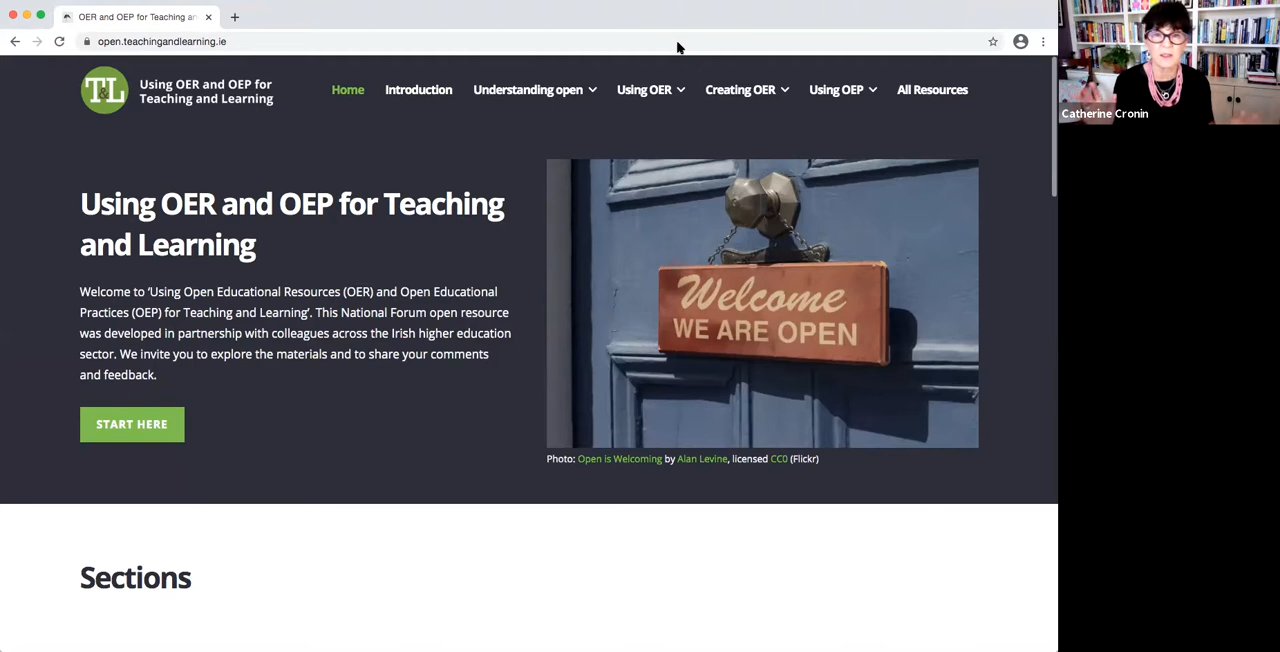 OER and OEP for Teaching an
open.teachingandlearning.ie
T&L
Using OER and OEP for
Teaching and Learning
Home
Introduction
Understanding open
Using OER
Creating OER
Using OEP
All Resources
Using OER and OEP for Teaching
and Learning
Welcome to ‘Using Open Educational Resources (OER) and Open Educational
Practices (OEP) for Teaching and Learning’. This National Forum open resource
was developed in partnership with colleagues across the Irish higher education
sector. We invite you to explore the materials and to share your comments
and feedback.
START HERE
Welcome
WE ARE OPEN
Photo: Open is Welcoming by Alan Levine, licensed CC0 (Flickr)
Sections
Catherine Cronin